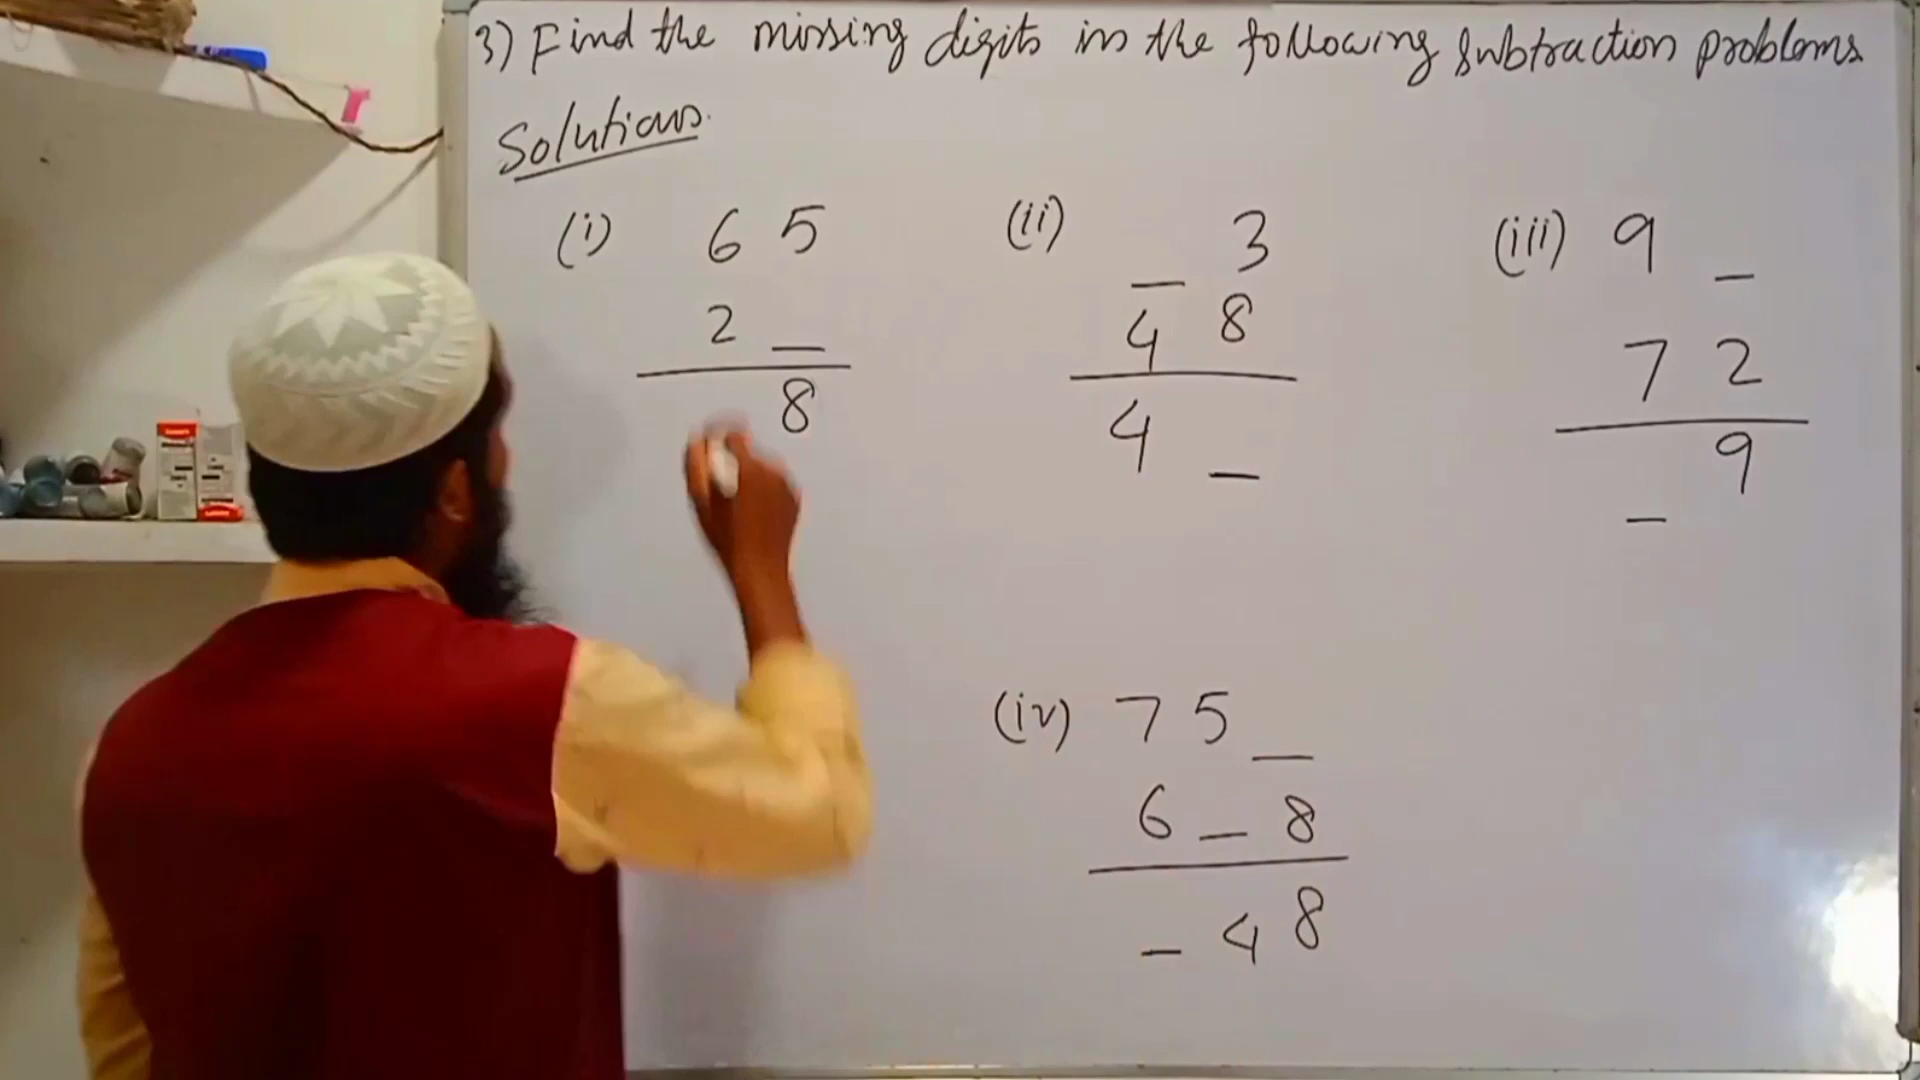 3) Find the missing digits in the following subtraction problems
Solutions.
(i) 6 5
2 _
8
(ii) _ 3
4 8
4 _
(iii) 9 _
7 2
_ 9
(iv) 7 5 _
6 _ 8
_ 4 8